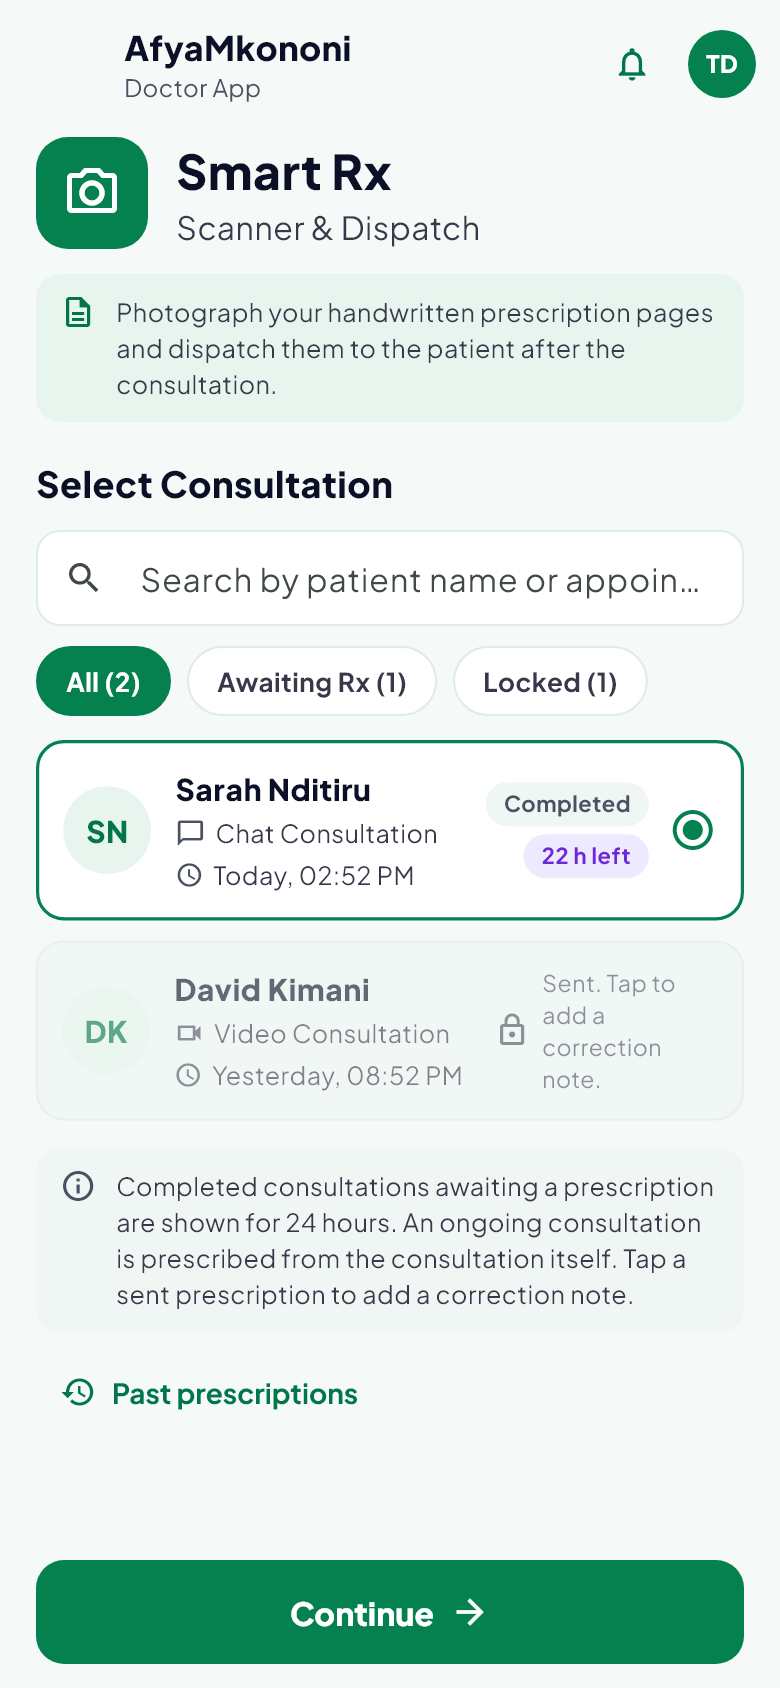 AfyaMkononi
Doctor App
TD
Smart Rx
Scanner & Dispatch
Photograph your handwritten prescription pages
and dispatch them to the patient after the
consultation.
Select Consultation
Search by patient name or appoin...
All (2)
Awaiting Rx (1)
Locked (1)
SN
Sarah Nditiru
Chat Consultation
Today, 02:52 PM
Completed
22 h left
DK
David Kimani
Video Consultation
Yesterday, 08:52 PM
Sent. Tap to
add a
correction
note.
Completed consultations awaiting a prescription
are shown for 24 hours. An ongoing consultation
is prescribed from the consultation itself. Tap a
sent prescription to add a correction note.
Past prescriptions
Continue